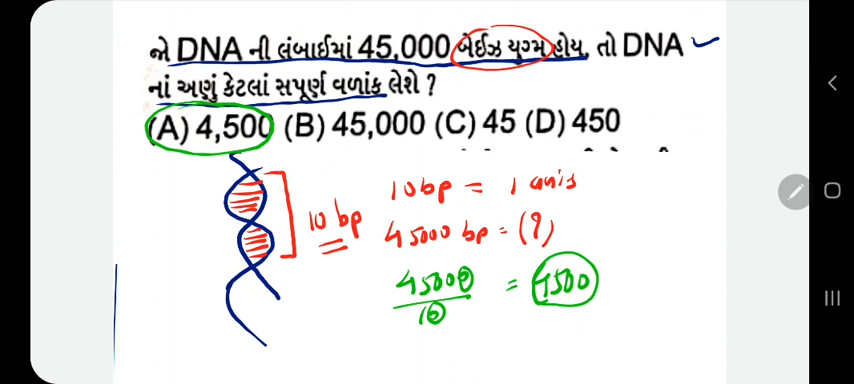 જો DNA ની લંબાઈમાં 45,000 બેઈઝ યુગ્મ હોય, તો DNA
નાં અણું કેટલાં સપૂર્ણ વળાંક લેશે ?
(A) 4,500 (B) 45,000 (C) 45 (D) 450
10 bp
10bp = 1
45000 bp = (?)
45000 / 10 = 4500